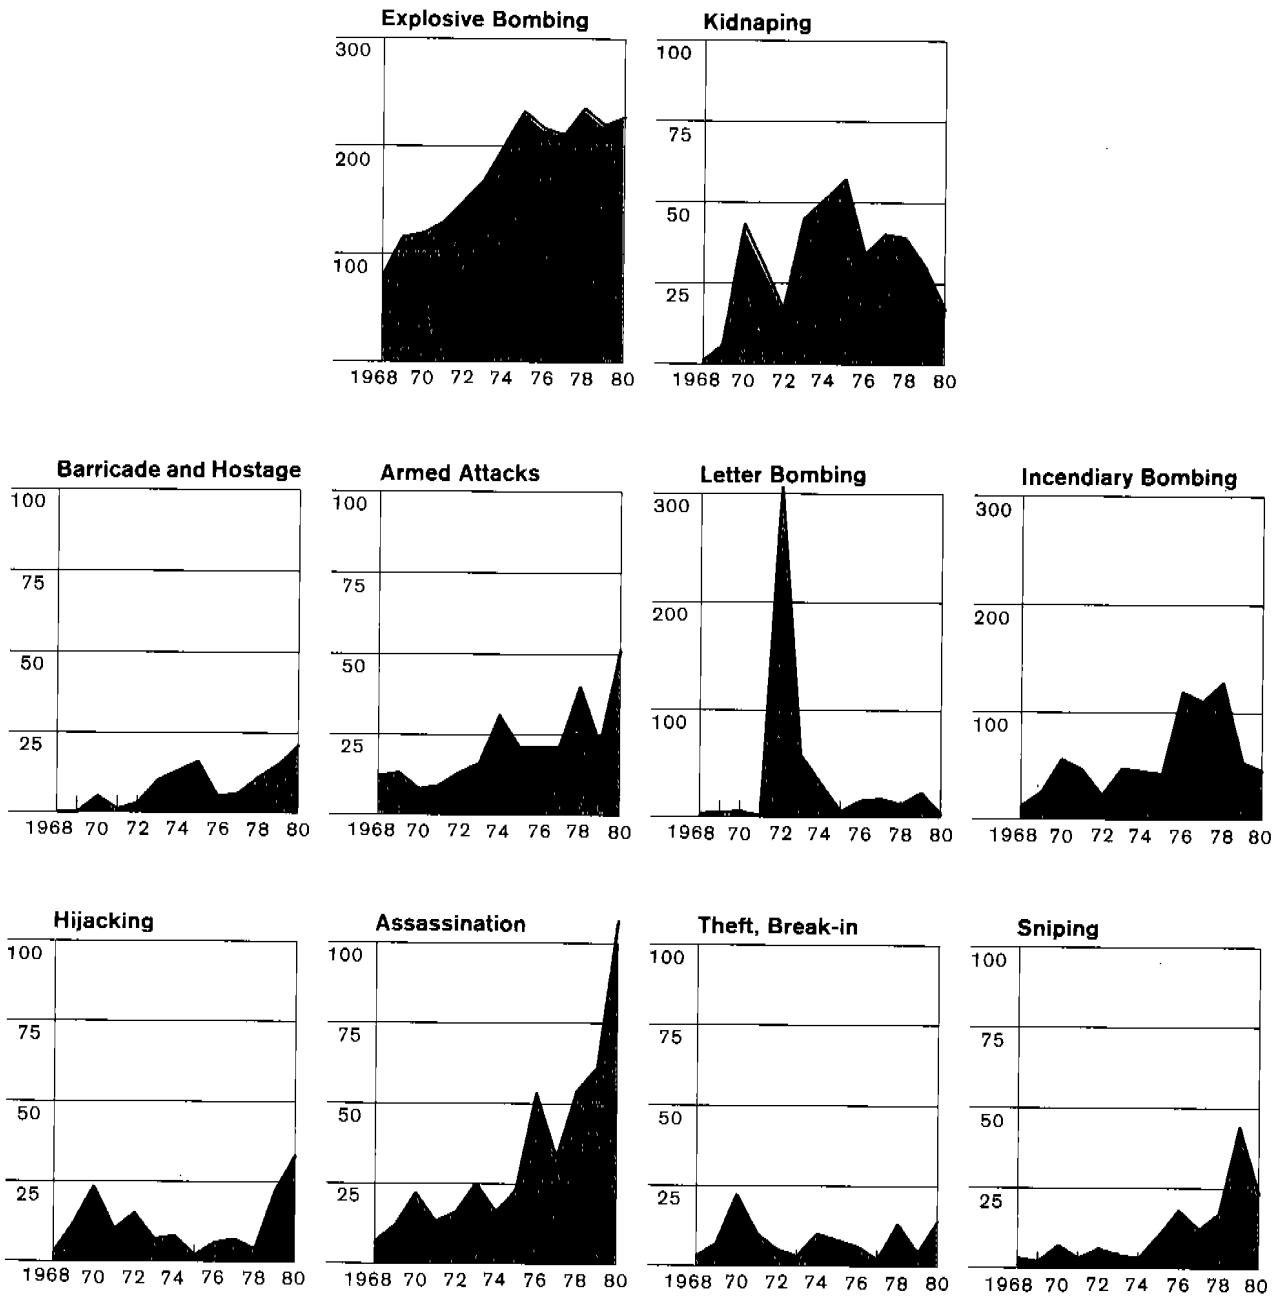 Explosive Bombing
300
200
100
1968 70 72 74 76 78 80
Kidnaping
100
75
50
25
1968 70 72 74 76 78 80
Barricade and Hostage
100
75
50
25
1968 70 72 74 76 78 80
Armed Attacks
100
75
50
25
1968 70 72 74 76 78 80
Letter Bombing
300
200
100
1968 70 72 74 76 78 80
Incendiary Bombing
300
200
100
1968 70 72 74 76 78 80
Hijacking
100
75
50
25
1968 70 72 74 76 78 80
Assassination
100
75
50
25
1968 70 72 74 76 78 80
Theft, Break-in
100
75
50
25
1968 70 72 74 76 78 80
Sniping
100
75
50
25
1968 70 72 74 76 78 80